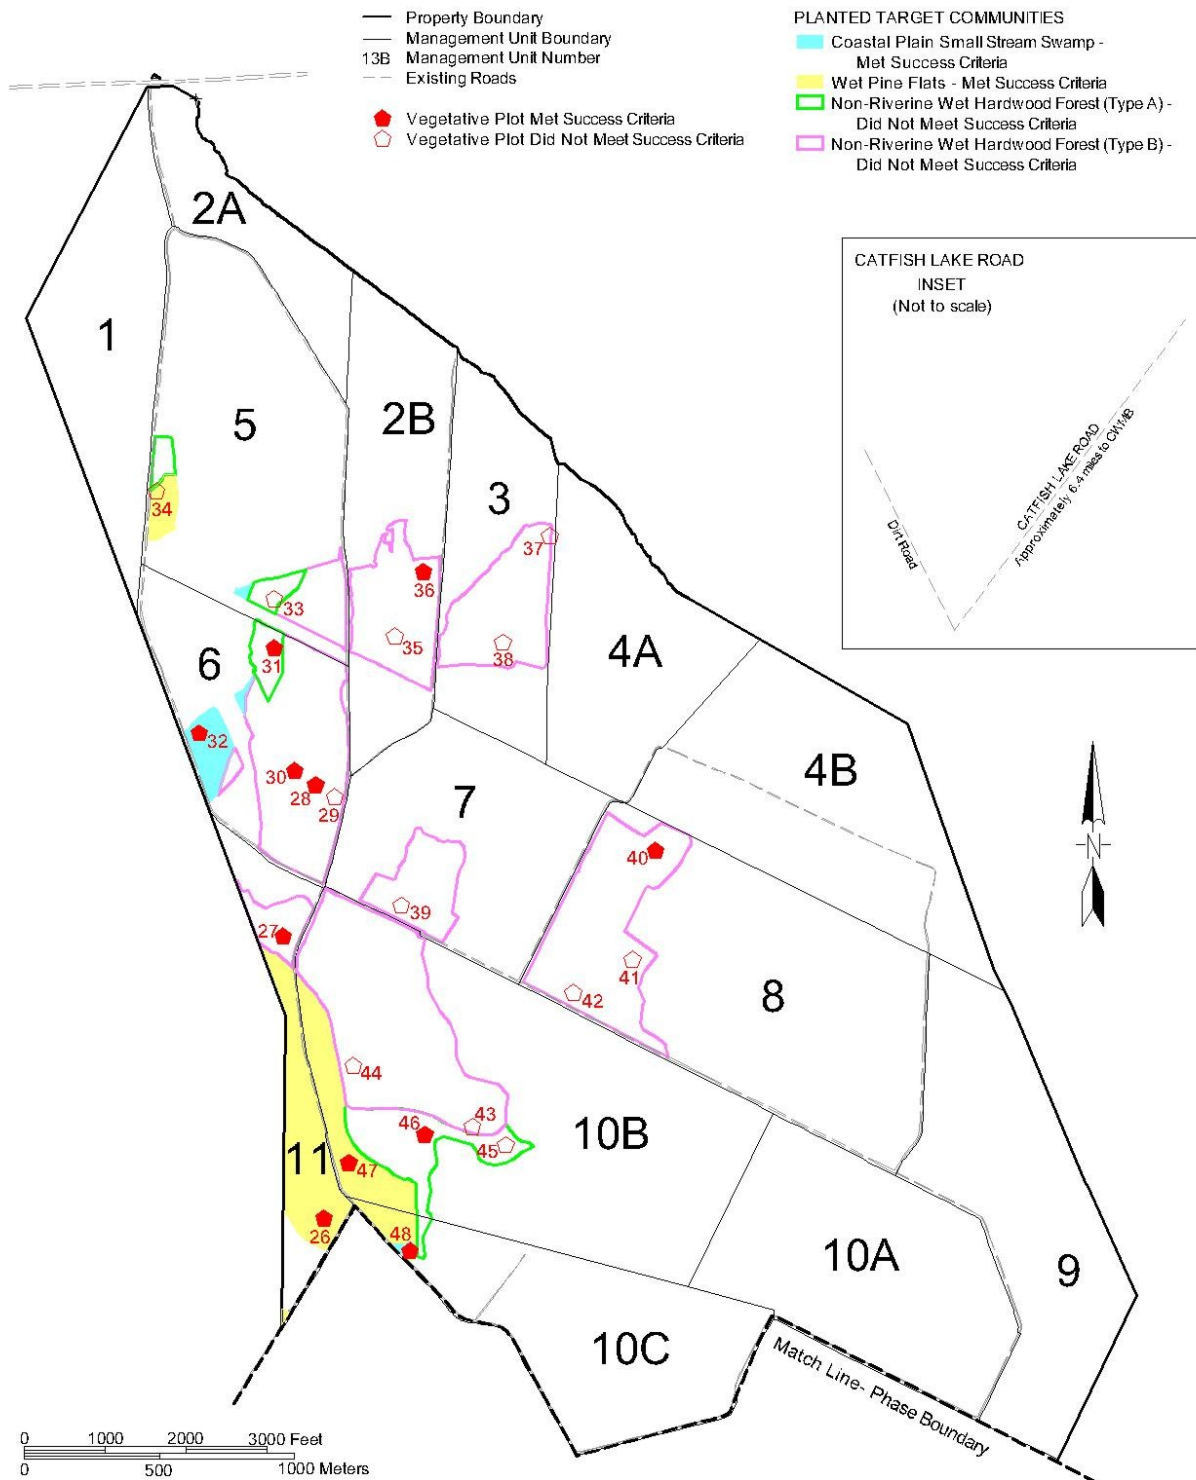 Property Boundary
Management Unit Boundary
13B Management Unit Number
Existing Roads
Vegetative Plot Met Success Criteria
Vegetative Plot Did Not Meet Success Criteria
PLANTED TARGET COMMUNITIES
Coastal Plain Small Stream Swamp -
Met Success Criteria
Wet Pine Flats - Met Success Criteria
Non-Riverine Wet Hardwood Forest (Type A) -
Did Not Meet Success Criteria
Non-Riverine Wet Hardwood Forest (Type B) -
Did Not Meet Success Criteria
CATFISH LAKE ROAD
INSET
(Not to scale)
CATFISH LAKE ROAD
Approximately 6.4 miles to CWMB
Dirt Road
2A
1
5
2B
3
34
37
36
33
35
38
31
6
4A
32
30
28
29
7
4B
40
39
27
41
42
8
44
43
46
45
10B
47
11
26
48
10A
9
10C
Match Line- Phase Boundary
N
0 1000 2000 3000 Feet
0 500 1000 Meters